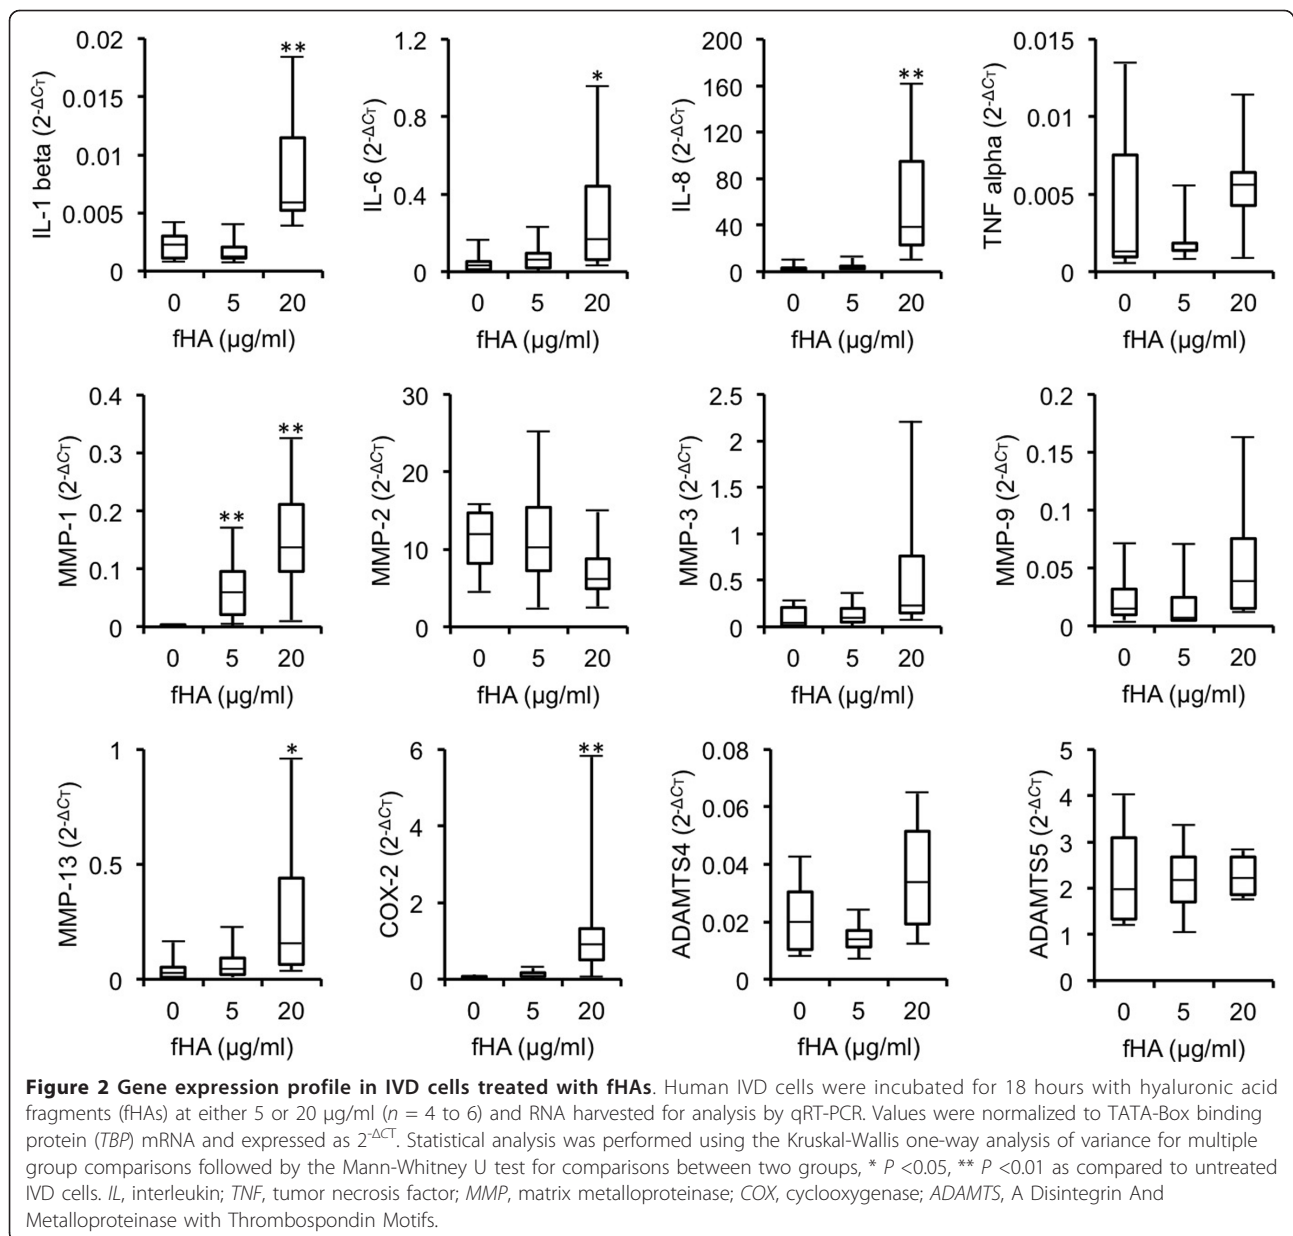 0.02
0.015
0.01
0.005
0
IL-1 beta (2-ΔCT)
**
0 5 20
fHA (µg/ml)
1.2
0.8
0.4
0
IL-6 (2-ΔCT)
*
0 5 20
fHA (µg/ml)
200
160
120
80
40
0
IL-8 (2-ΔCT)
**
0 5 20
fHA (µg/ml)
0.015
0.01
0.005
0
TNF alpha (2-ΔCT)
0 5 20
fHA (µg/ml)
0.4
0.3
0.2
0.1
0
MMP-1 (2-ΔCT)
** **
0 5 20
fHA (µg/ml)
30
20
10
0
MMP-2 (2-ΔCT)
0 5 20
fHA (µg/ml)
2.5
2
1.5
1
0.5
0
MMP-3 (2-ΔCT)
0 5 20
fHA (µg/ml)
0.2
0.15
0.1
0.05
0
MMP-9 (2-ΔCT)
0 5 20
fHA (µg/ml)
1
0.5
0
MMP-13 (2-ΔCT)
*
0 5 20
fHA (µg/ml)
6
4
2
0
COX-2 (2-ΔCT)
**
0 5 20
fHA (µg/ml)
0.08
0.06
0.04
0.02
0
ADAMTS4 (2-ΔCT)
0 5 20
fHA (µg/ml)
5
4
3
2
1
0
ADAMTS5 (2-ΔCT)
0 5 20
fHA (µg/ml)
Figure 2 Gene expression profile in IVD cells treated with fHAs. Human IVD cells were incubated for 18 hours with hyaluronic acid
fragments (fHAs) at either 5 or 20 µg/ml (n = 4 to 6) and RNA harvested for analysis by qRT-PCR. Values were normalized to TATA-Box binding
protein (TBP) mRNA and expressed as 2-ΔCT. Statistical analysis was performed using the Kruskal-Wallis one-way analysis of variance for multiple
group comparisons followed by the Mann-Whitney U test for comparisons between two groups, * P <0.05, ** P <0.01 as compared to untreated
IVD cells. IL, interleukin; TNF, tumor necrosis factor; MMP, matrix metalloproteinase; COX, cyclooxygenase; ADAMTS, A Disintegrin And
Metalloproteinase with Thrombospondin Motifs.